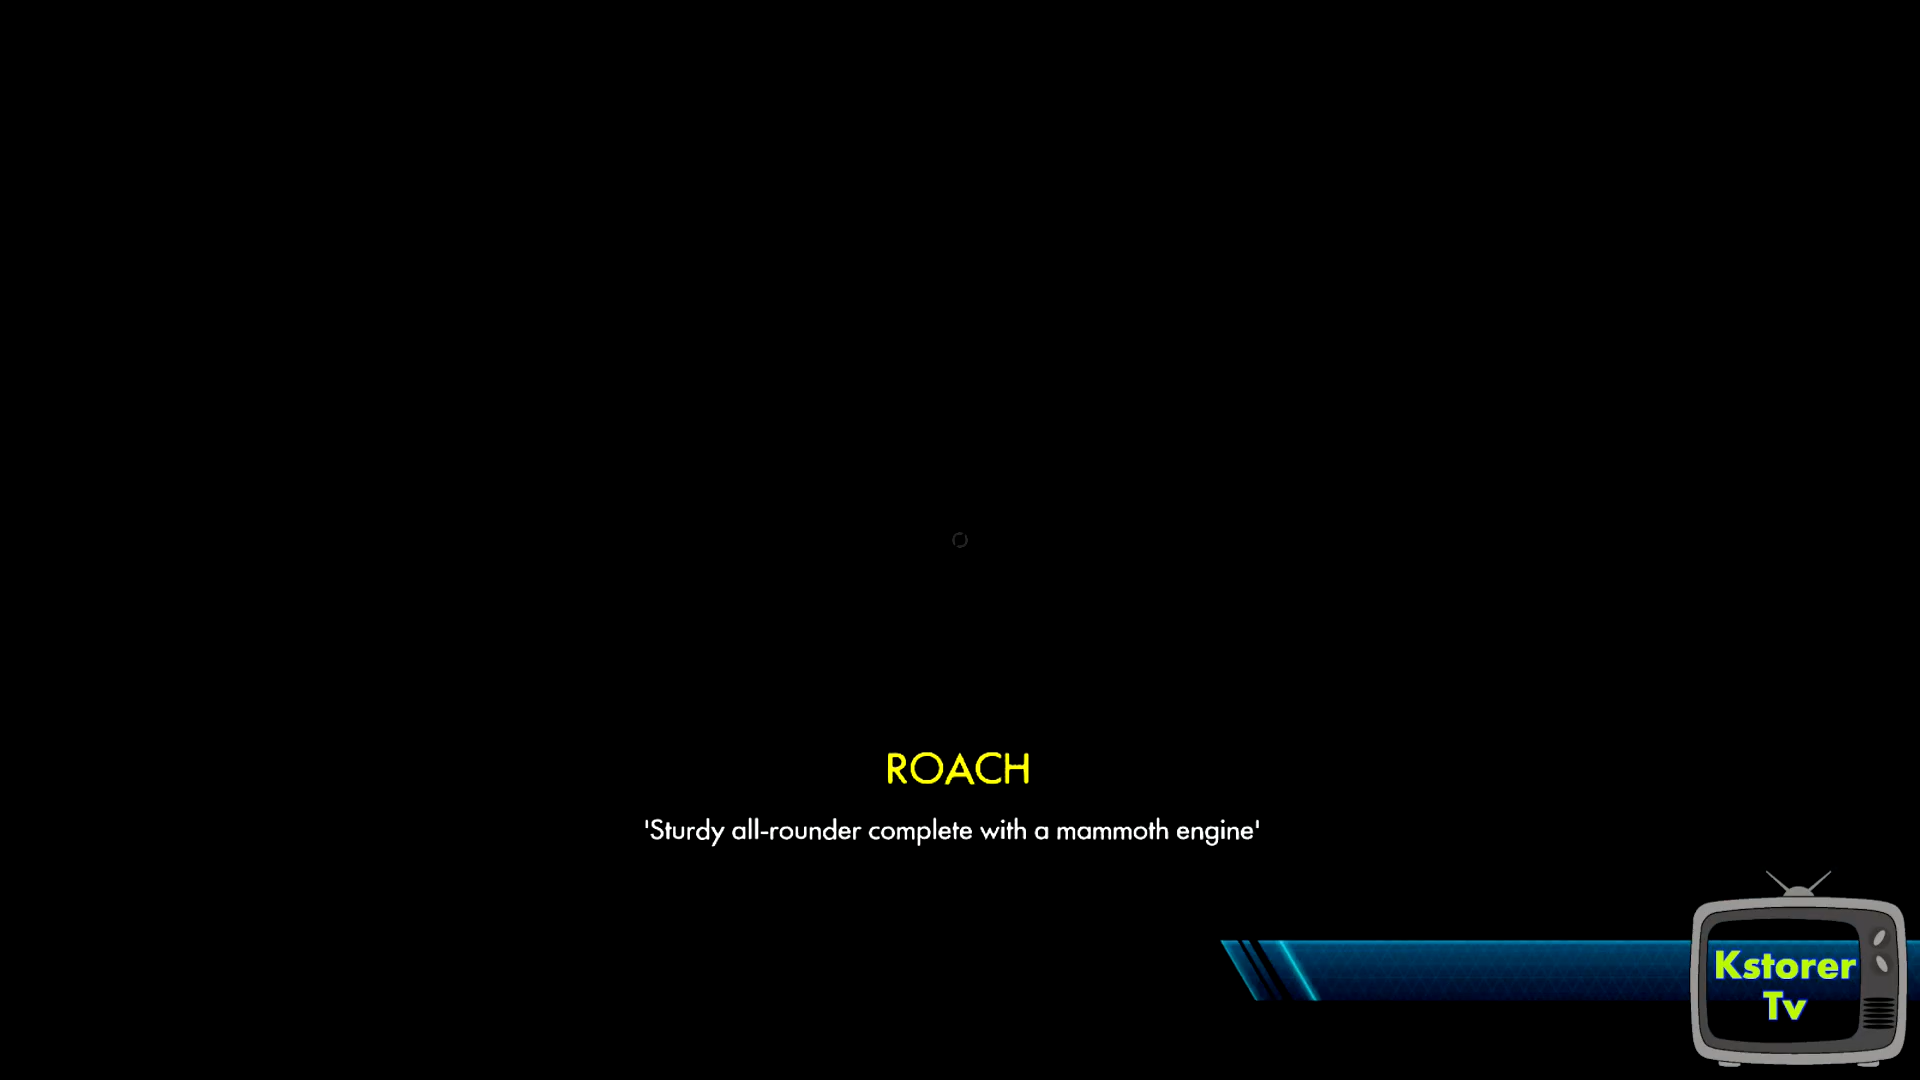 ROACH
'Sturdy all-rounder complete with a mammoth engine'
Kstorer
Tv